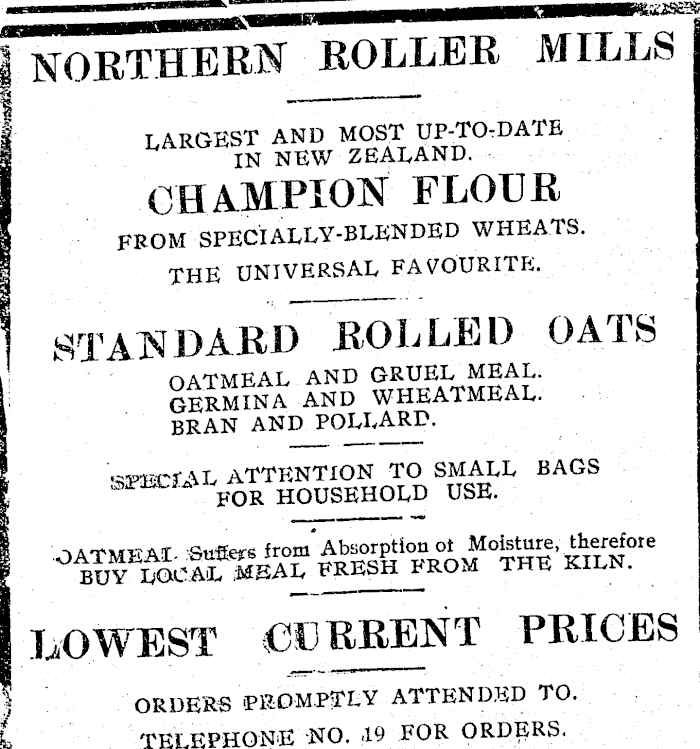 NORTHERN ROLLER MILLS
LARGEST AND MOST UP-TO-DATE
IN NEW ZEALAND.
CHAMPION FLOUR
FROM SPECIALLY-BLENDED WHEATS.
THE UNIVERSAL FAVOURITE.
STANDARD ROLLED OATS
OATMEAL AND GRUEL MEAL.
GERMINA AND WHEATMEAL.
BRAN AND POLLARD.
SPECIAL ATTENTION TO SMALL BAGS
FOR HOUSEHOLD USE.
OATMEAL Suffers from Absorption of Moisture, therefore
BUY LOCAL MEAL FRESH FROM THE KILN.
LOWEST CURRENT PRICES
ORDERS PROMPTLY ATTENDED TO.
TELEPHONE NO. 19 FOR ORDERS.